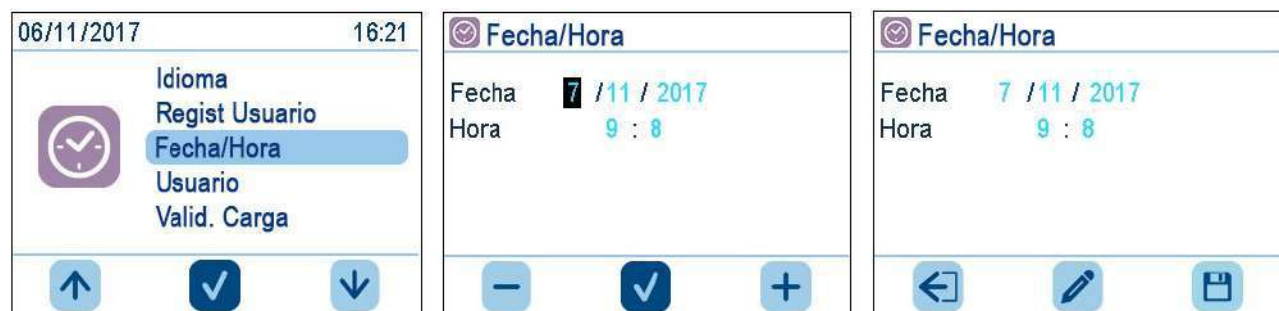 06/11/2017 16:21
Idioma
Regist Usuario
Fecha/Hora
Usuario
Valid. Carga
Fecha/Hora
Fecha 7 /11 / 2017
Hora 9 : 8
Fecha/Hora
Fecha 7 /11 / 2017
Hora 9 : 8